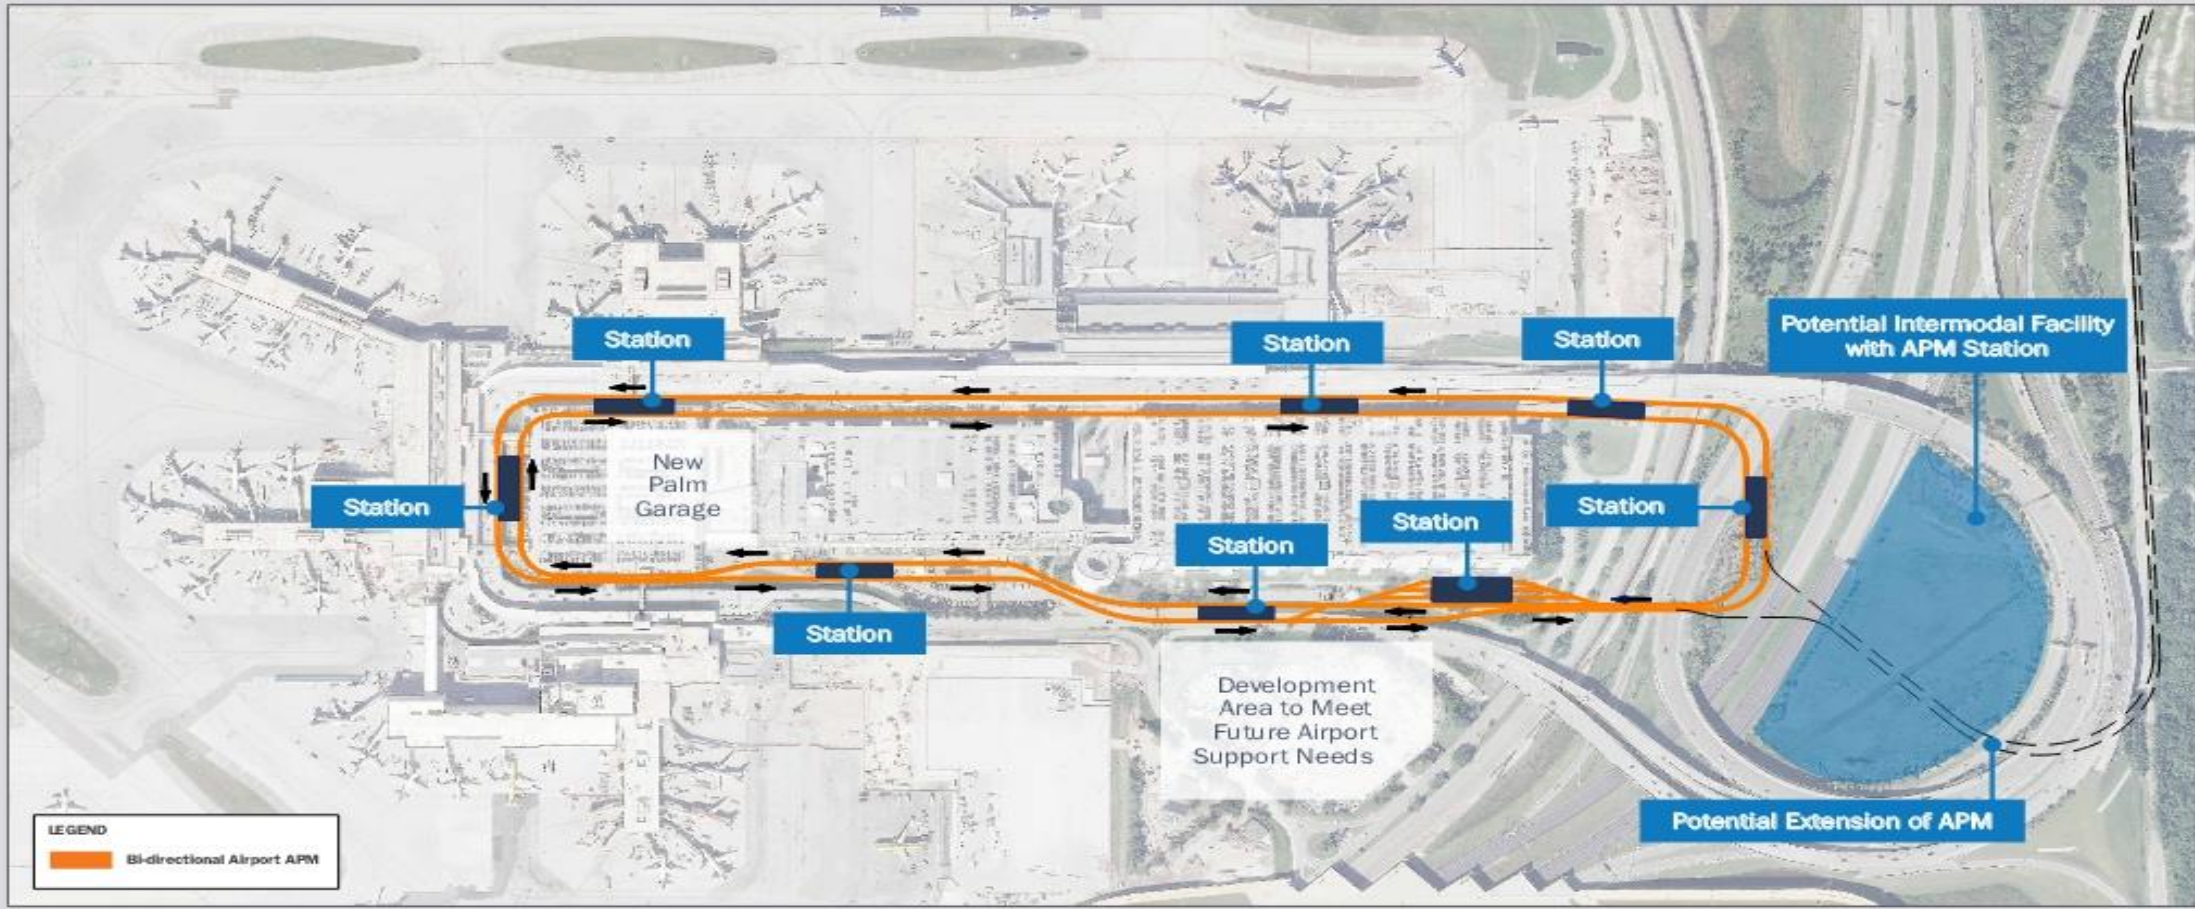 Station
Station
Station
Potential Intermodal Facility
with APM Station
New
Palm
Garage
Station
Station
Station
Station
Station
Development
Area to Meet
Future Airport
Support Needs
Potential Extension of APM
LEGEND
Bi-directional Airport APM